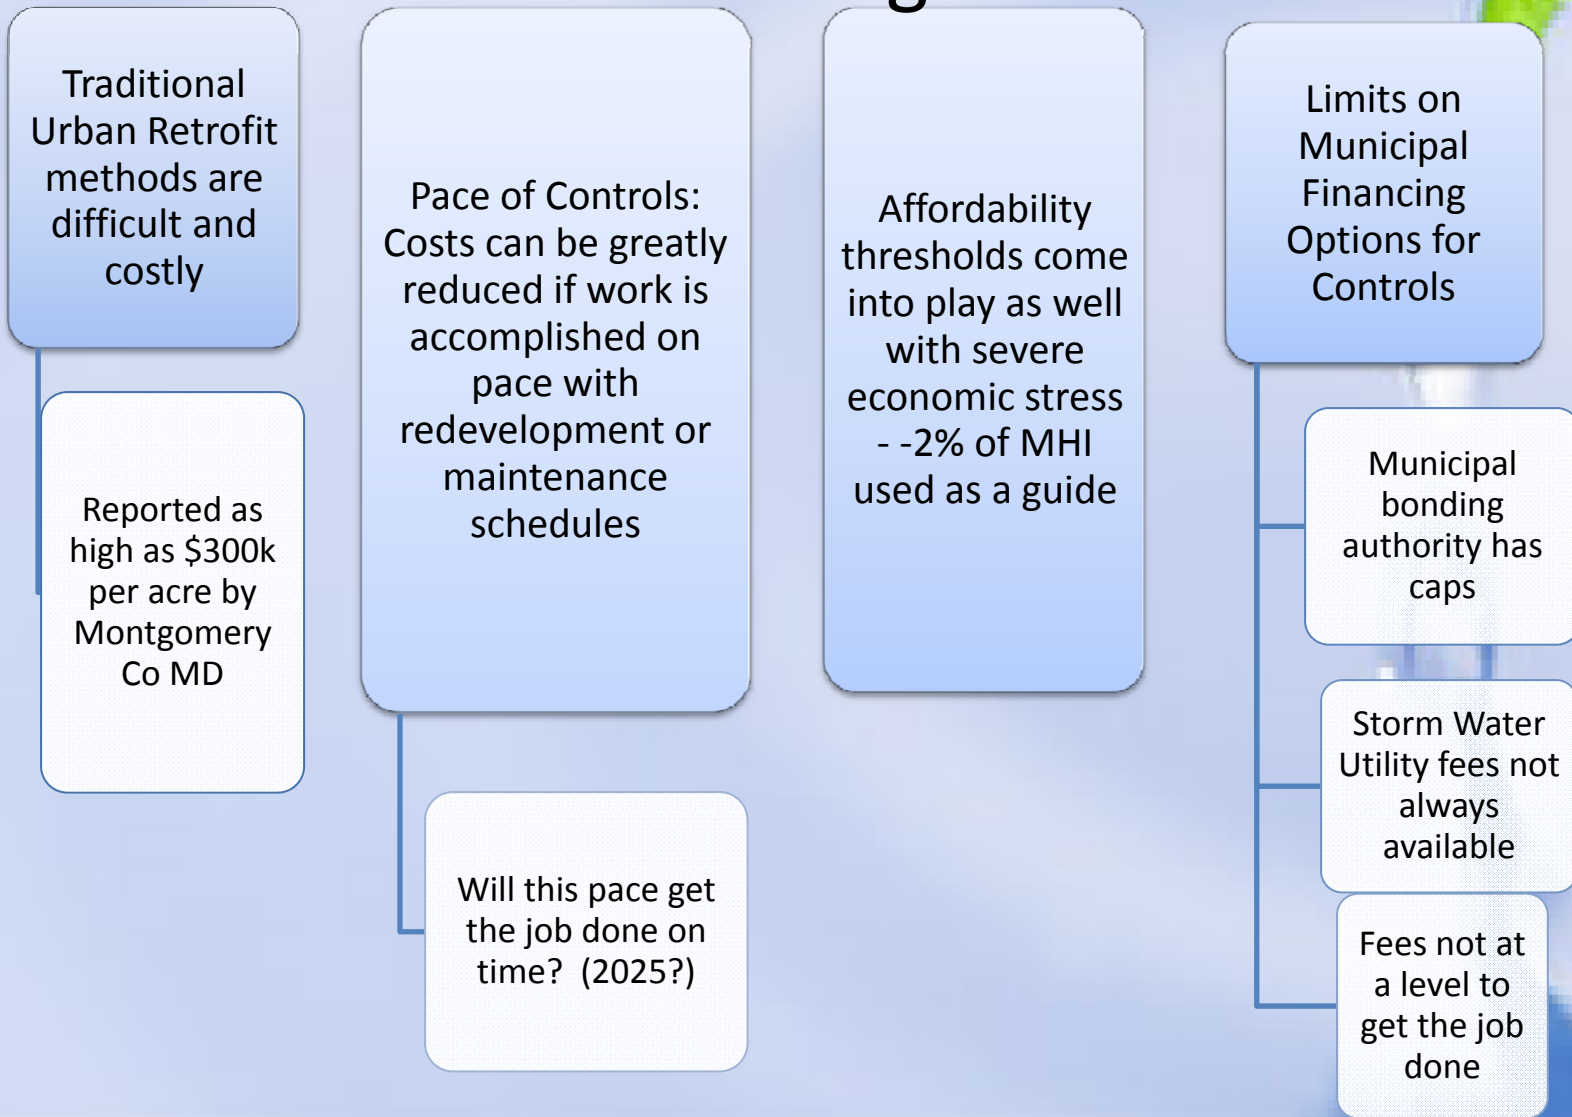 Traditional
Urban Retrofit
methods are
difficult and
costly
Reported as
high as $300k
per acre by
Montgomery
Co MD
Pace of Controls:
Costs can be greatly
reduced if work is
accomplished on
pace with
redevelopment or
maintenance
schedules
Will this pace get
the job done on
time?  (2025?)
Affordability
thresholds come
into play as well
with severe
economic stress
- -2% of MHI
used as a guide
Limits on
Municipal
Financing
Options for
Controls
Municipal
bonding
authority has
caps
Storm Water
Utility fees not
always
available
Fees not at
a level to
get the job
done